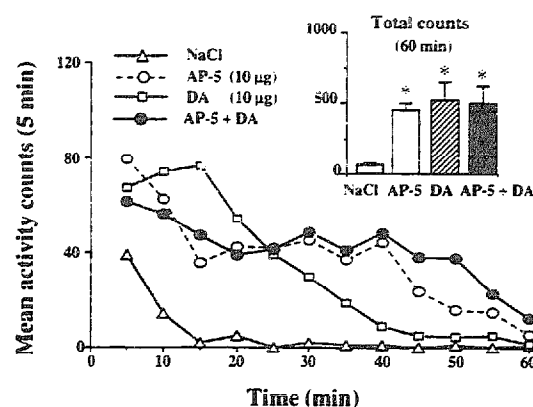 Total counts
(60 min)
1000
500
0
NaCl AP-5 DA AP-5 + DA
NaCl
AP-5 (10 µg)
DA (10 µg)
AP-5 + DA
* * *
Mean activity counts (5 min)
120
80
40
0
0 10 20 30 40 50 60
Time (min)